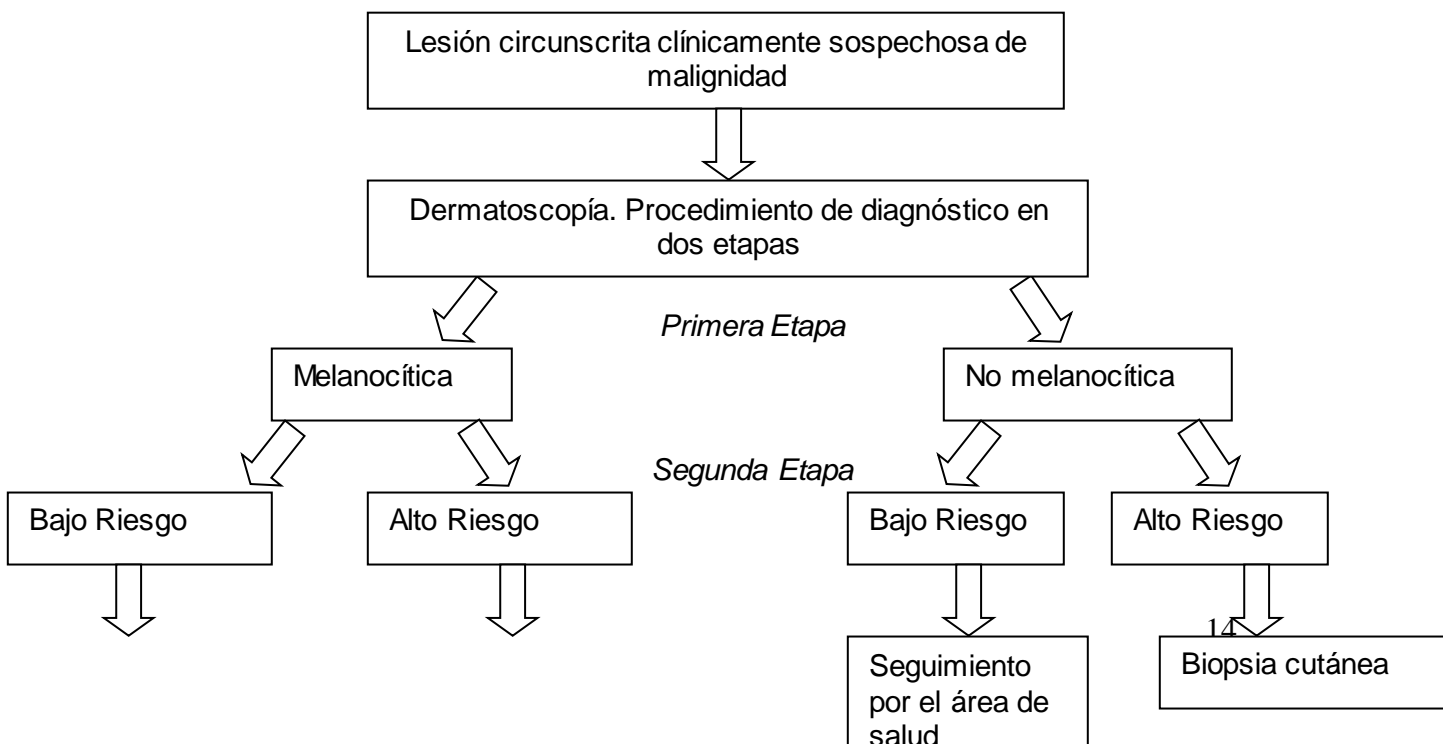 Lesión circunscrita clínicamente sospechosa de
malignidad
Dermatoscopía. Procedimiento de diagnóstico en
dos etapas
Primera Etapa
Melanocítica
No melanocítica
Segunda Etapa
Bajo Riesgo
Alto Riesgo
Bajo Riesgo
Alto Riesgo
14
Seguimiento
por el área de
salud
Biopsia cutánea